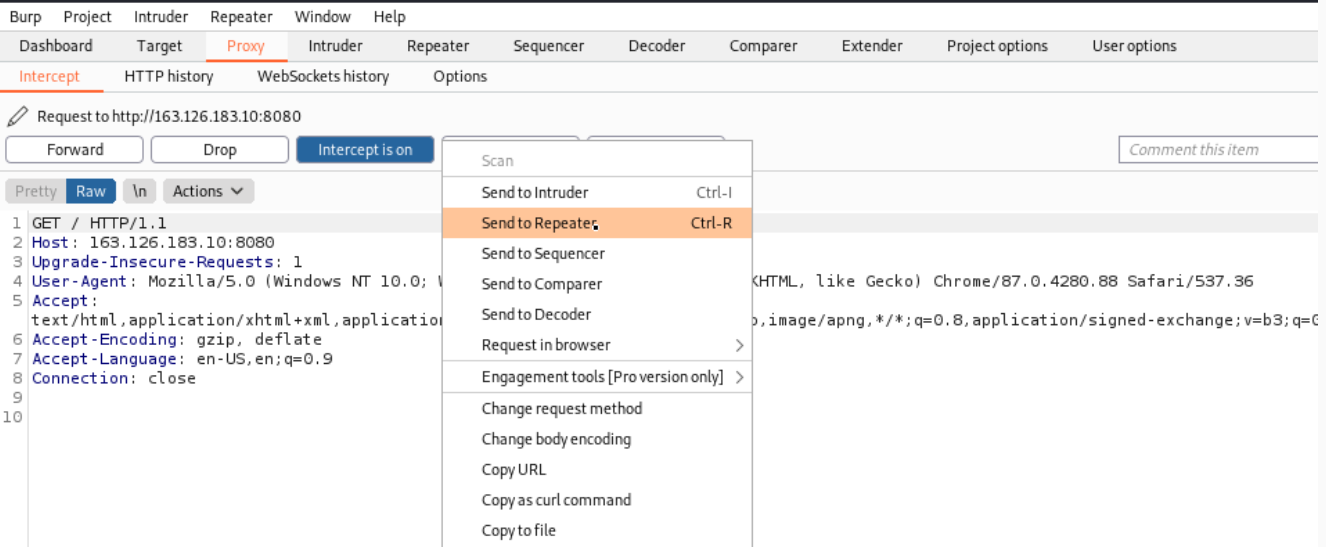 Burp Project Intruder Repeater Window Help
Dashboard Target Proxy Intruder Repeater Sequencer Decoder Comparer Extender Project options User options
Intercept HTTP history WebSockets history Options
Request to http://163.126.183.10:8080
Forward Drop Intercept is on Comment this item
Pretty Raw \n Actions
1 GET / HTTP/1.1
2 Host: 163.126.183.10:8080
3 Upgrade-Insecure-Requests: 1
4 User-Agent: Mozilla/5.0 (Windows NT 10.0; KHTML, like Gecko) Chrome/87.0.4280.88 Safari/537.36
5 Accept:
text/html,application/xhtml+xml,application ,image/apng,*/*;q=0.8,application/signed-exchange;v=b3;q=0
6 Accept-Encoding: gzip, deflate
7 Accept-Language: en-US,en;q=0.9
8 Connection: close
9
10
Scan
Send to Intruder Ctrl-I
Send to Repeater Ctrl-R
Send to Sequencer
Send to Comparer
Send to Decoder
Request in browser
Engagement tools [Pro version only]
Change request method
Change body encoding
Copy URL
Copy as curl command
Copy to file